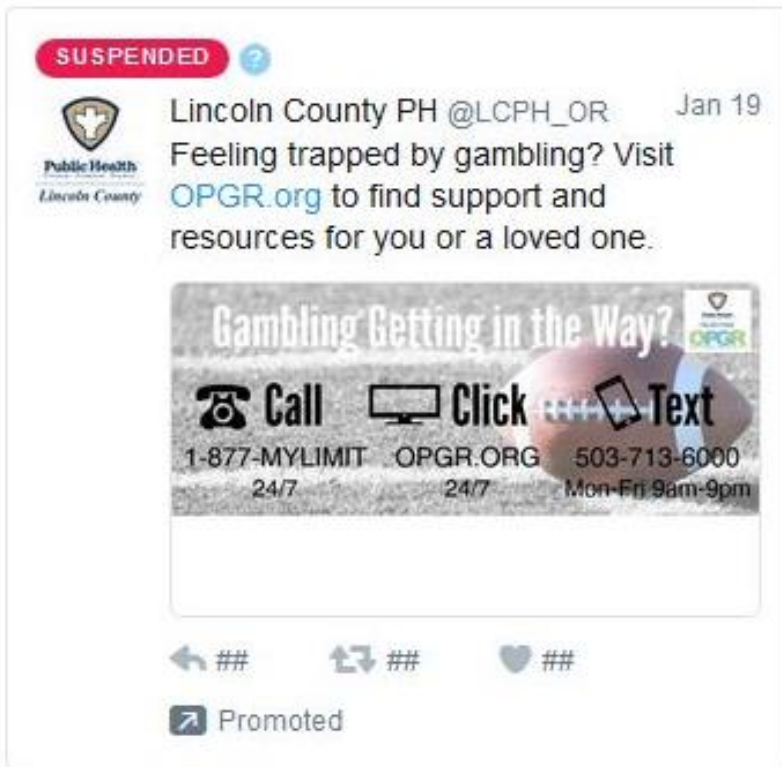 SUSPENDED ?
Lincoln County PH @LCPH_OR Jan 19
Feeling trapped by gambling? Visit
OPGR.org to find support and
resources for you or a loved one.
Public Health
Lincoln County
Gambling Getting in the Way?
OPGR
Call Click Text
1-877-MYLIMIT OPGR.ORG 503-713-6000
24/7 24/7 Mon-Fri 9am-9pm
## ## ##
Promoted